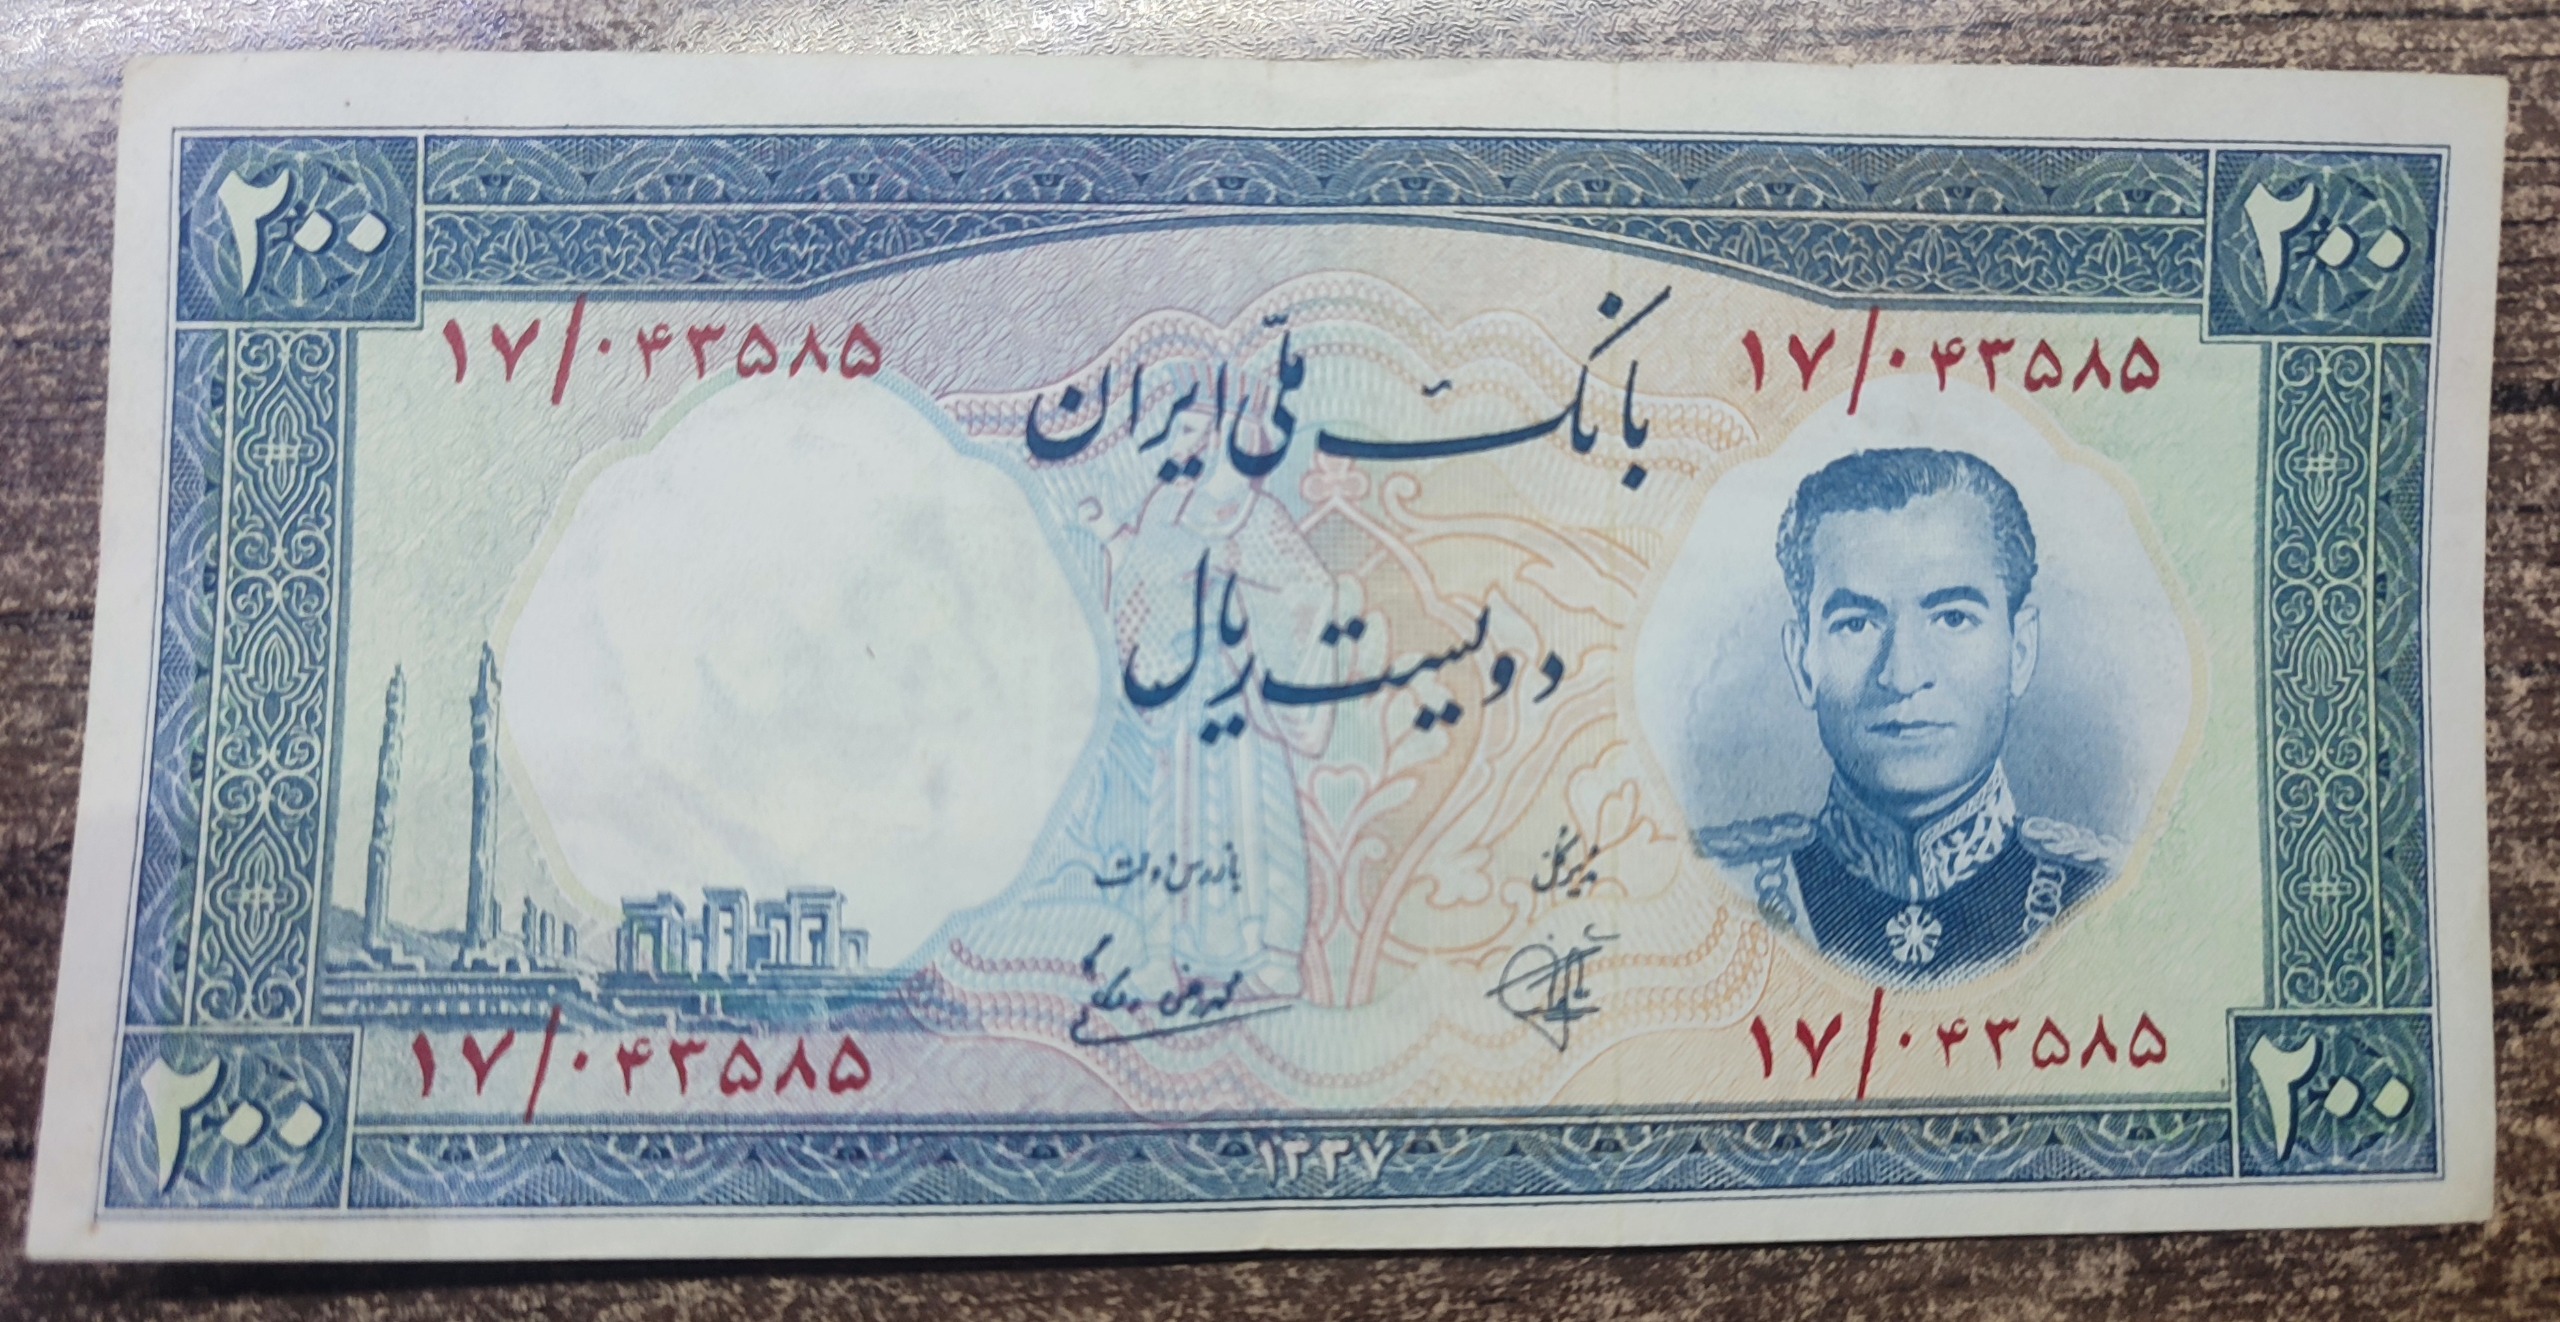 ۲۰۰
۲۰۰
۱۷/۰۴۳۵۸۵
۱۷/۰۴۳۵۸۵
بانک ملّی ایران
دویست ریال
مدیر کل
بازرس دولت
۱۷/۰۴۳۵۸۵
۱۷/۰۴۳۵۸۵
۲۰۰
۱۳۳۷
۲۰۰